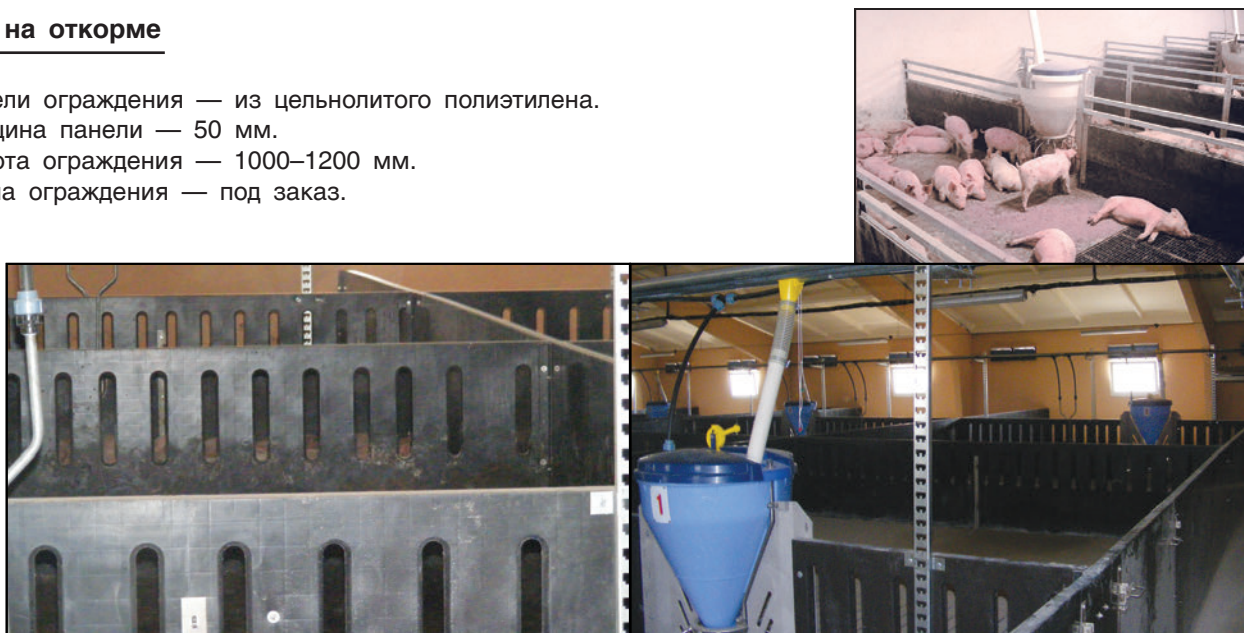 на откорме
ели ограждения — из цельнолитого полиэтилена.
щина панели — 50 мм.
ота ограждения — 1000–1200 мм.
на ограждения — под заказ.
1